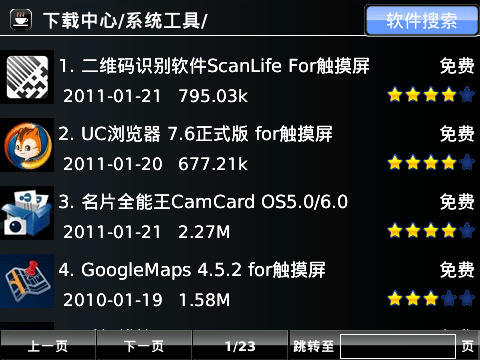 下载中心/系统工具/ 软件搜索
1. 二维码识别软件ScanLife For触摸屏 免费
2011-01-21 795.03k
2. UC浏览器 7.6正式版 for触摸屏 免费
2011-01-20 677.21k
3. 名片全能王CamCard OS5.0/6.0 免费
2011-01-21 2.27M
4. GoogleMaps 4.5.2 for触摸屏 免费
2010-01-19 1.58M
上一页 下一页 1/23 跳转至 页